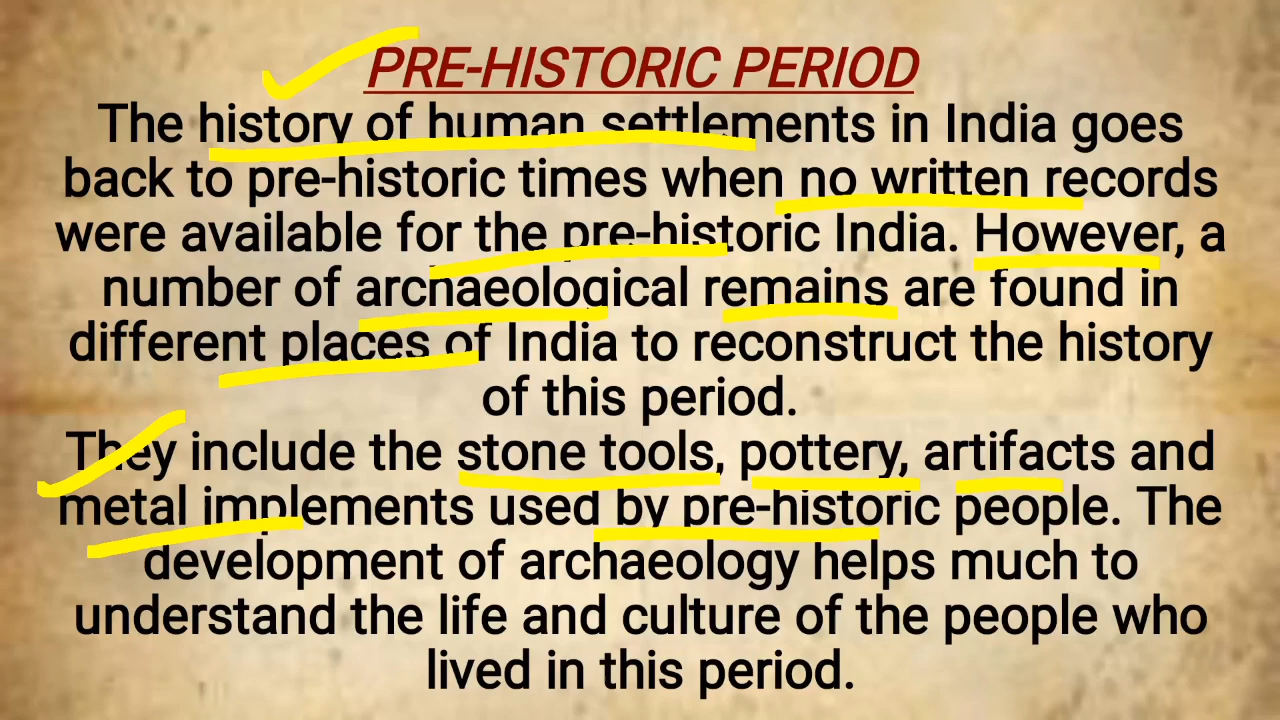 PRE-HISTORIC PERIOD
The history of human settlements in India goes
back to pre-historic times when no written records
were available for the pre-historic India. However, a
number of archaeological remains are found in
different places of India to reconstruct the history
of this period.
They include the stone tools, pottery, artifacts and
metal implements used by pre-historic people. The
development of archaeology helps much to
understand the life and culture of the people who
lived in this period.